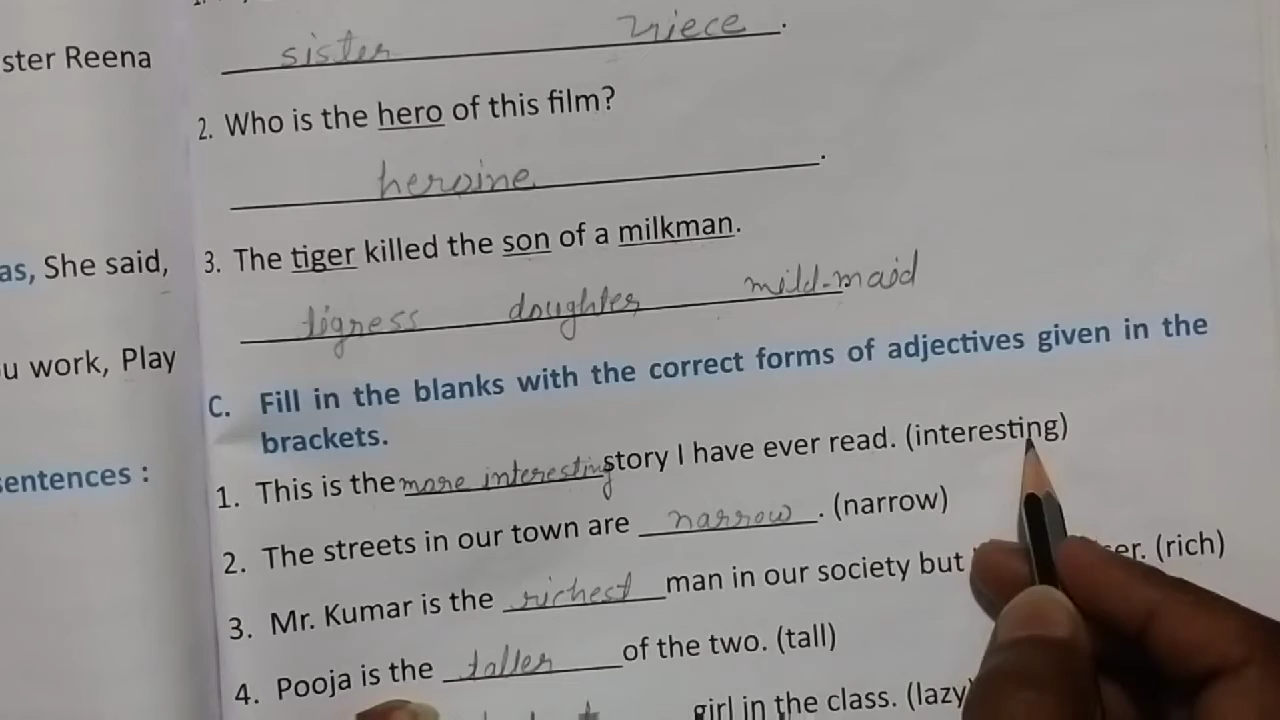 ster Reena
sister niece.
2. Who is the hero of this film?
heroine.
as, She said,
3. The tiger killed the son of a milkman.
tigress doughter mild-maid
u work, Play
C. Fill in the blanks with the correct forms of adjectives given in the
brackets.
sentences :
1. This is the more interesting story I have ever read. (interesting)
2. The streets in our town are narrow. (narrow)
3. Mr. Kumar is the richest man in our society but ser. (rich)
4. Pooja is the taller of the two. (tall)
girl in the class. (lazy)